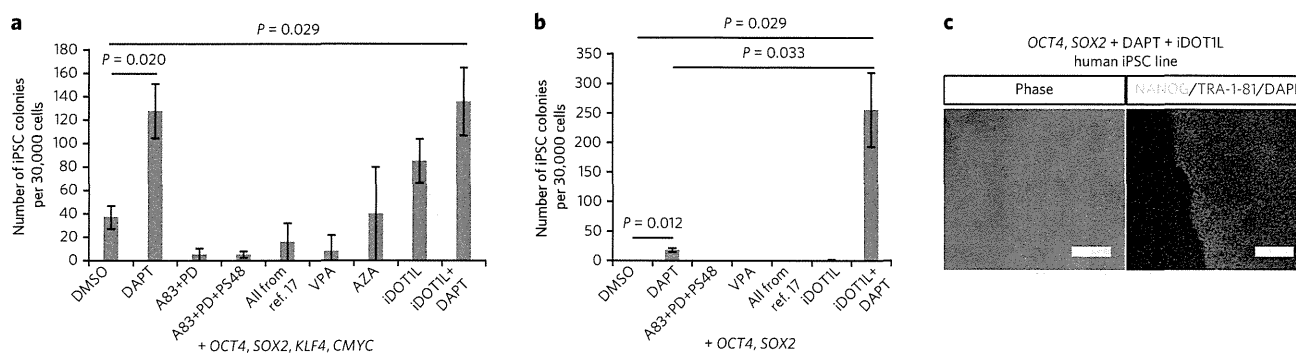 a
P = 0.029
P = 0.020
Number of iPSC colonies
per 30,000 cells
180
160
140
120
100
80
60
40
20
0
DMSO
DAPT
A83+PD
A83+PD+PS48
All from
ref. 17
VPA
AZA
iDOT1L
iDOT1L+
DAPT
+ OCT4, SOX2, KLF4, CMYC
b
P = 0.029
P = 0.033
P = 0.012
Number of iPSC colonies
per 30,000 cells
350
300
250
200
150
100
50
0
DMSO
DAPT
A83+PD+PS48
VPA
All from
ref. 17
iDOT1L
iDOT1L+
DAPT
+ OCT4, SOX2
c
OCT4, SOX2 + DAPT + iDOT1L
human iPSC line
Phase
NANOG/TRA-1-81/DAPI